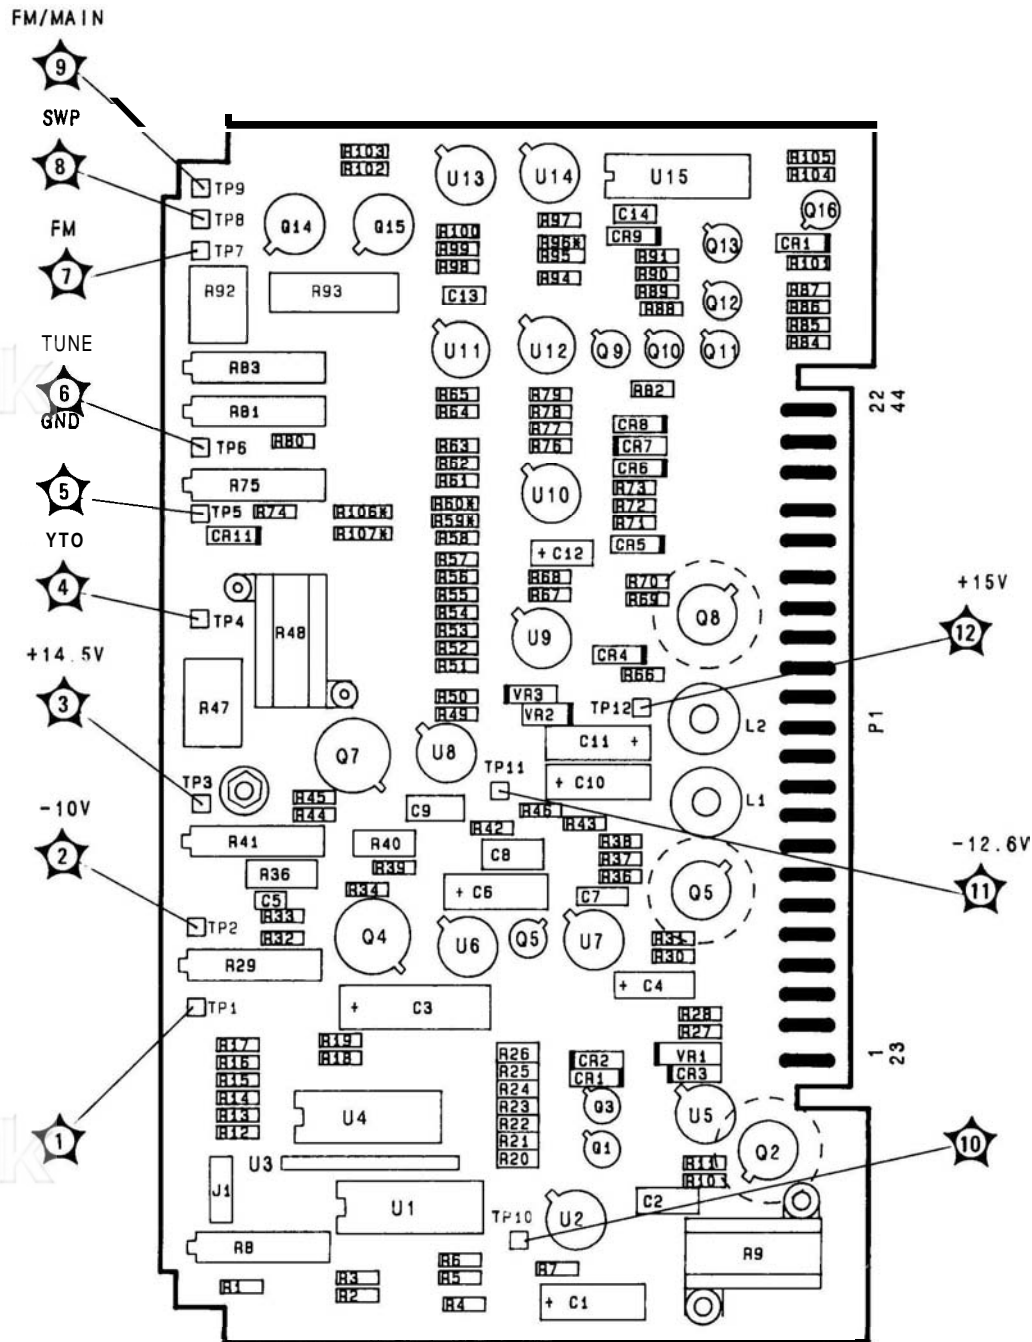 FM/MAIN
9
SWP
8
FM
7
TUNE
6
GND
5
YTO
4
+14.5V
3
-10V
2
1
R103
R102
U13
U14
U15
R105
R104
TP9
TP8
TP7
Q14
Q15
R100
R99
R98
R97
R96*
R95
R94
C14
CR9
R91
R90
R89
R88
Q13
Q12
Q16
CR1
R101
R87
R86
R85
R84
R92
R93
C13
U11
U12
Q9
Q10
Q11
R83
R81
R82
R65
R64
R79
R78
R77
R76
CR8
CR7
CR6
22
44
TP6
R80
R63
R62
R61
R75
U10
R73
R72
R71
TP5
R74
R106*
R60*
R59*
CR11
R107*
R58
CR5
R57
R56
R55
R54
R53
R52
R51
+ C12
R68
R67
R70
R69
Q8
+15V
12
TP4
R48
U9
CR4
R66
R47
R50
R49
VR3
VR2
TP12
L2
P1
Q7
U8
C11 +
TP11
+ C10
TP3
R45
R44
C9
R46
R43
L1
R41
R40
R42
R38
R37
R36
-12.6V
11
R36
R39
C8
R34
+ C6
C7
Q5
C5
R33
R32
TP2
Q4
U6
Q5
U7
R31
R30
R29
+ C4
TP1
+ C3
R28
R27
R17
R16
R15
R14
R13
R12
R19
R18
R26
R25
R24
R23
R22
R21
R20
CR2
CR1
VR1
CR3
1
23
U4
Q3
Q1
U5
Q2
10
U3
R11
R10
J1
U1
TP10
U2
C2
R8
R9
R6
R5
R7
R1
R3
R2
R4
+ C1